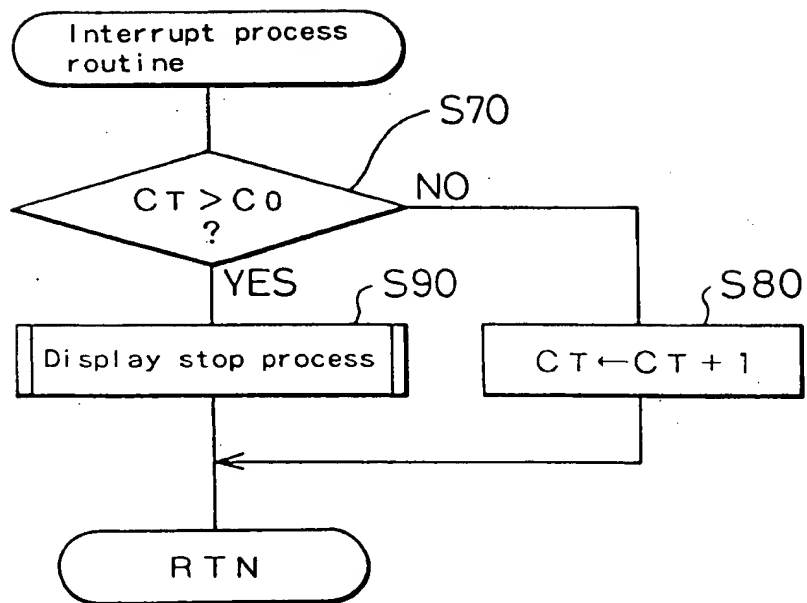 Interrupt process
routine
S70
CT > C0
?
NO
YES
S90
S80
Display stop process
CT ← CT + 1
RTN